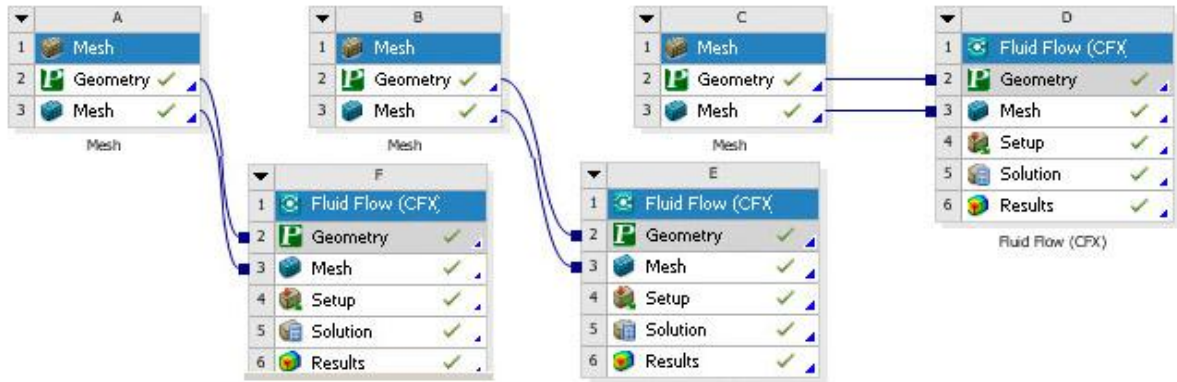 A
1 Mesh
2 P Geometry
3 Mesh
Mesh
B
1 Mesh
2 P Geometry
3 Mesh
Mesh
C
1 Mesh
2 P Geometry
3 Mesh
Mesh
D
1 Fluid Flow (CFX
2 P Geometry
3 Mesh
4 Setup
5 Solution
6 Results
Fluid Flow (CFX)
F
1 Fluid Flow (CFX)
2 P Geometry
3 Mesh
4 Setup
5 Solution
6 Results
E
1 Fluid Flow (CFX
2 P Geometry
3 Mesh
4 Setup
5 Solution
6 Results